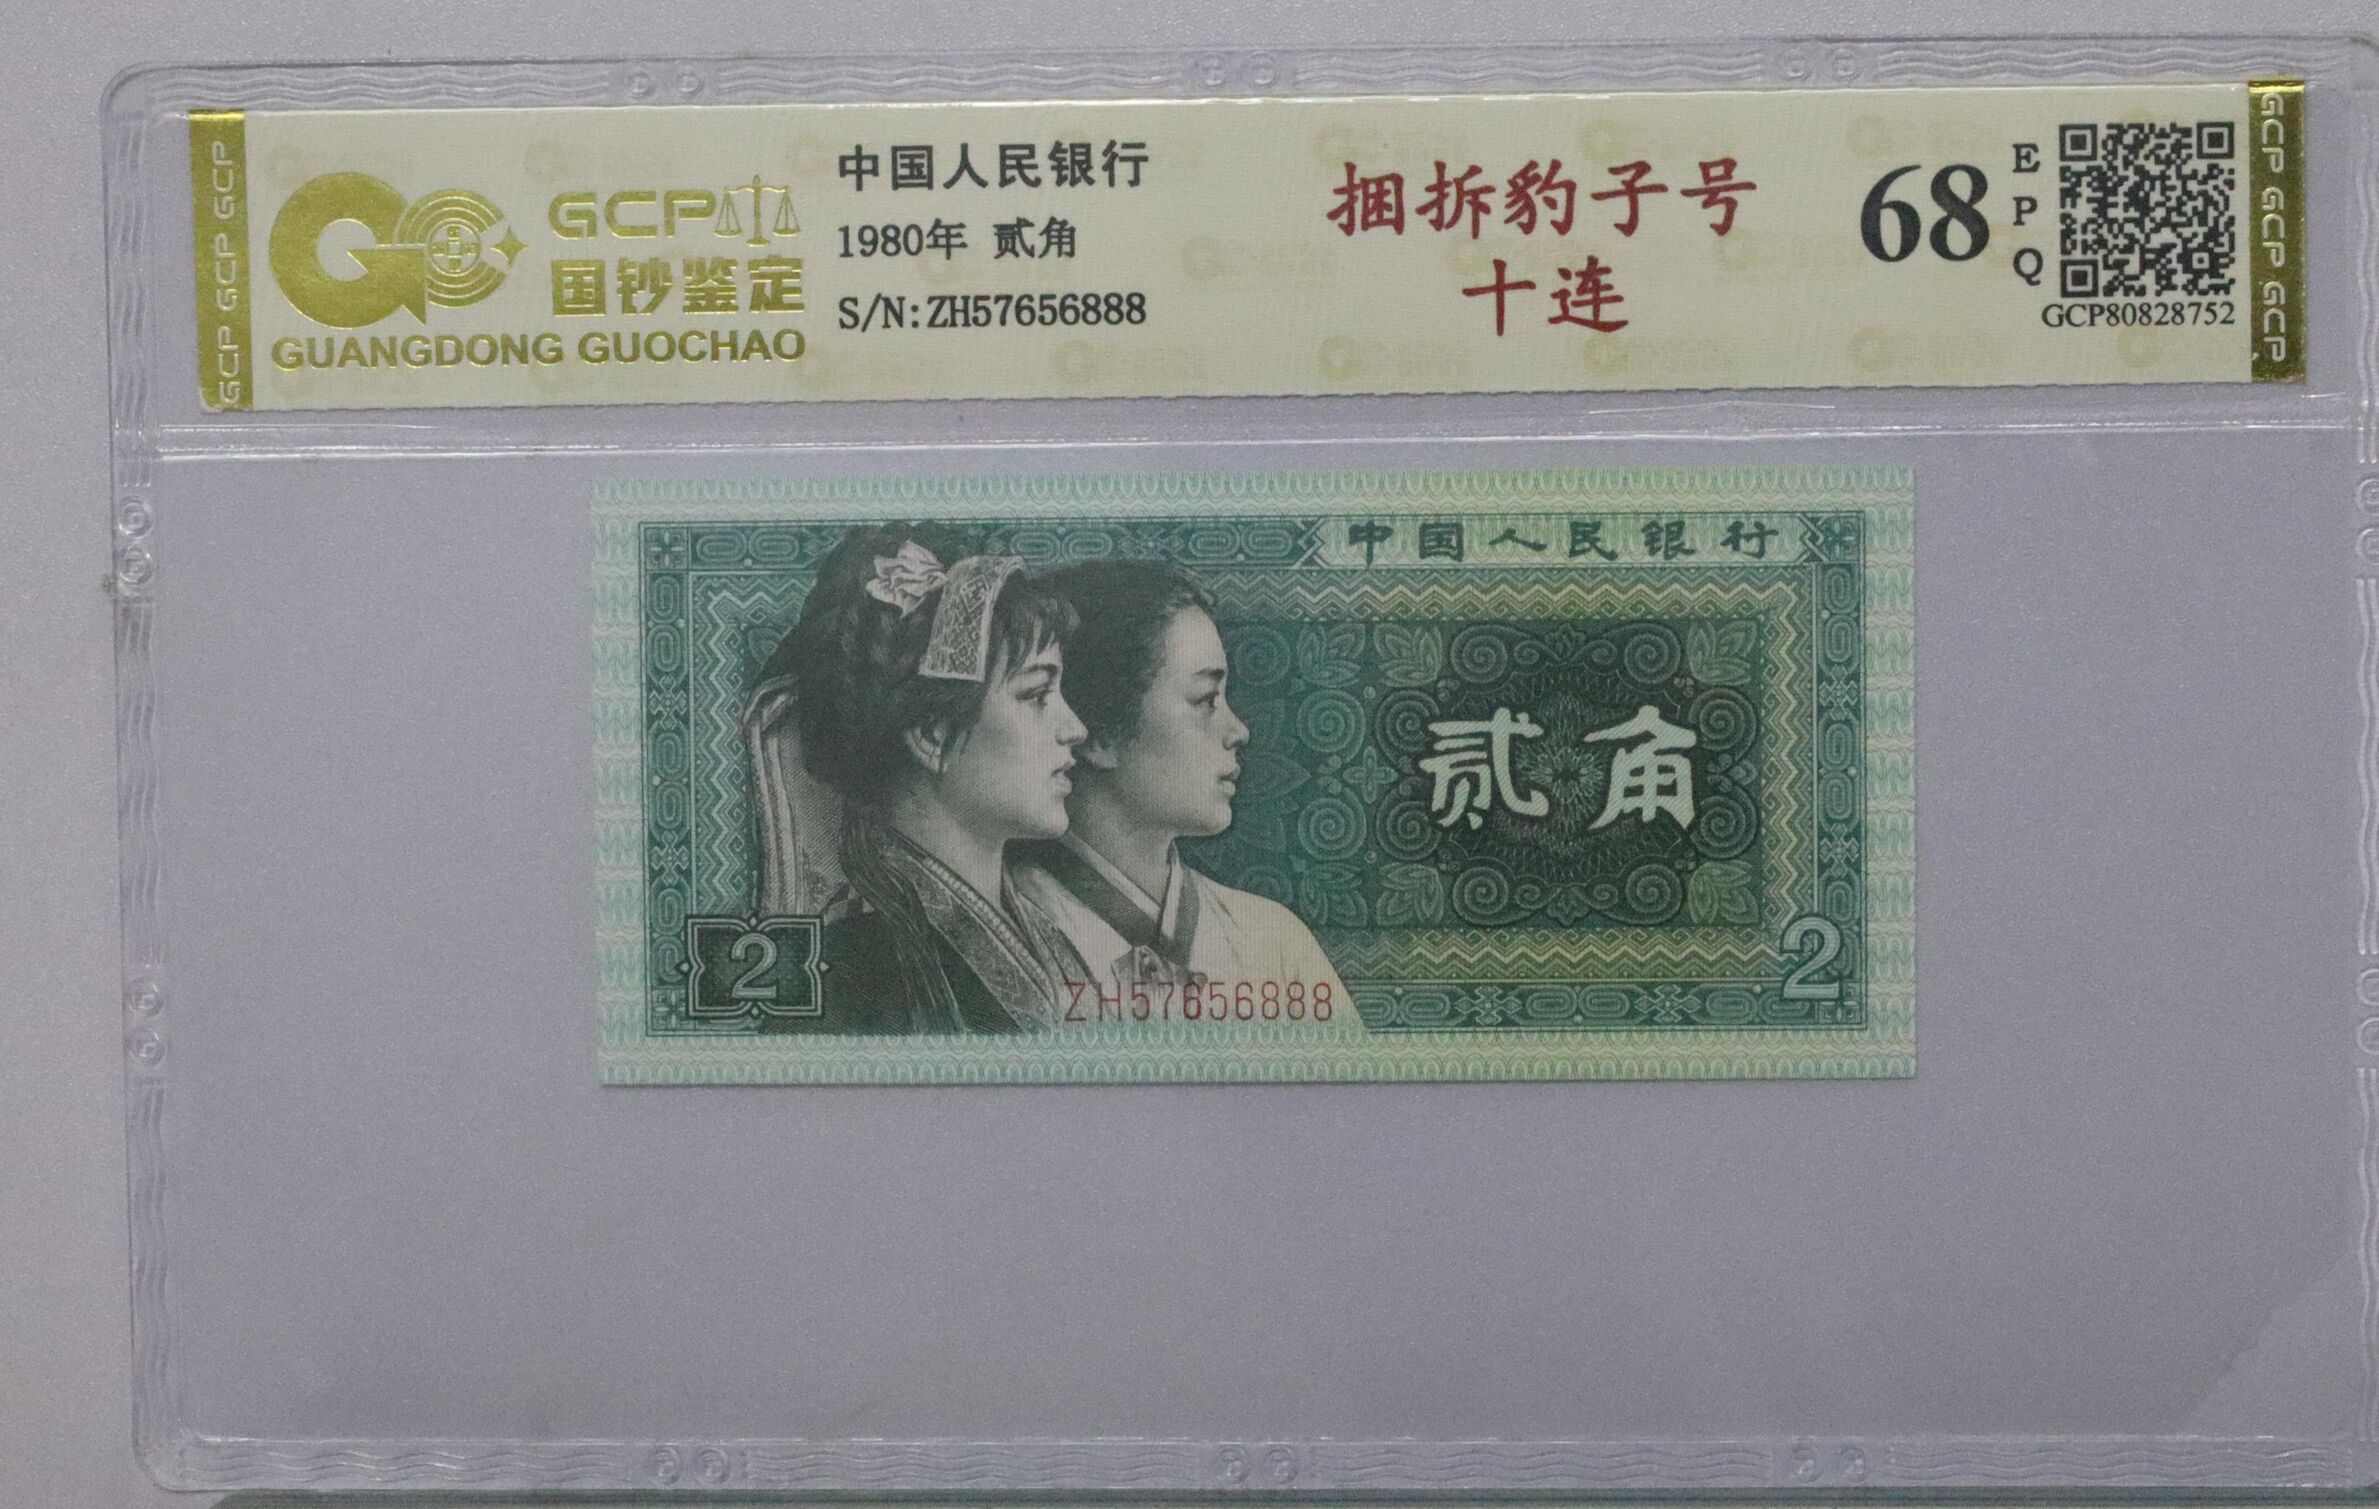 GCP GCP GCP
GCP
国钞鉴定
GUANGDONG GUOCHAO
中国人民银行
1980年 贰角
S/N:ZH57656888
捆拆豹子号
十连
68
EPQ
GCP80828752
GCP GCP GCP
中国人民银行
贰角
2
2
ZH57656888